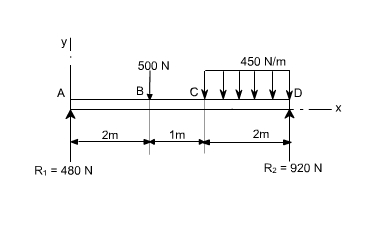 y
500 N
450 N/m
A B C D
x
2m 1m 2m
R₁ = 480 N
R₂ = 920 N